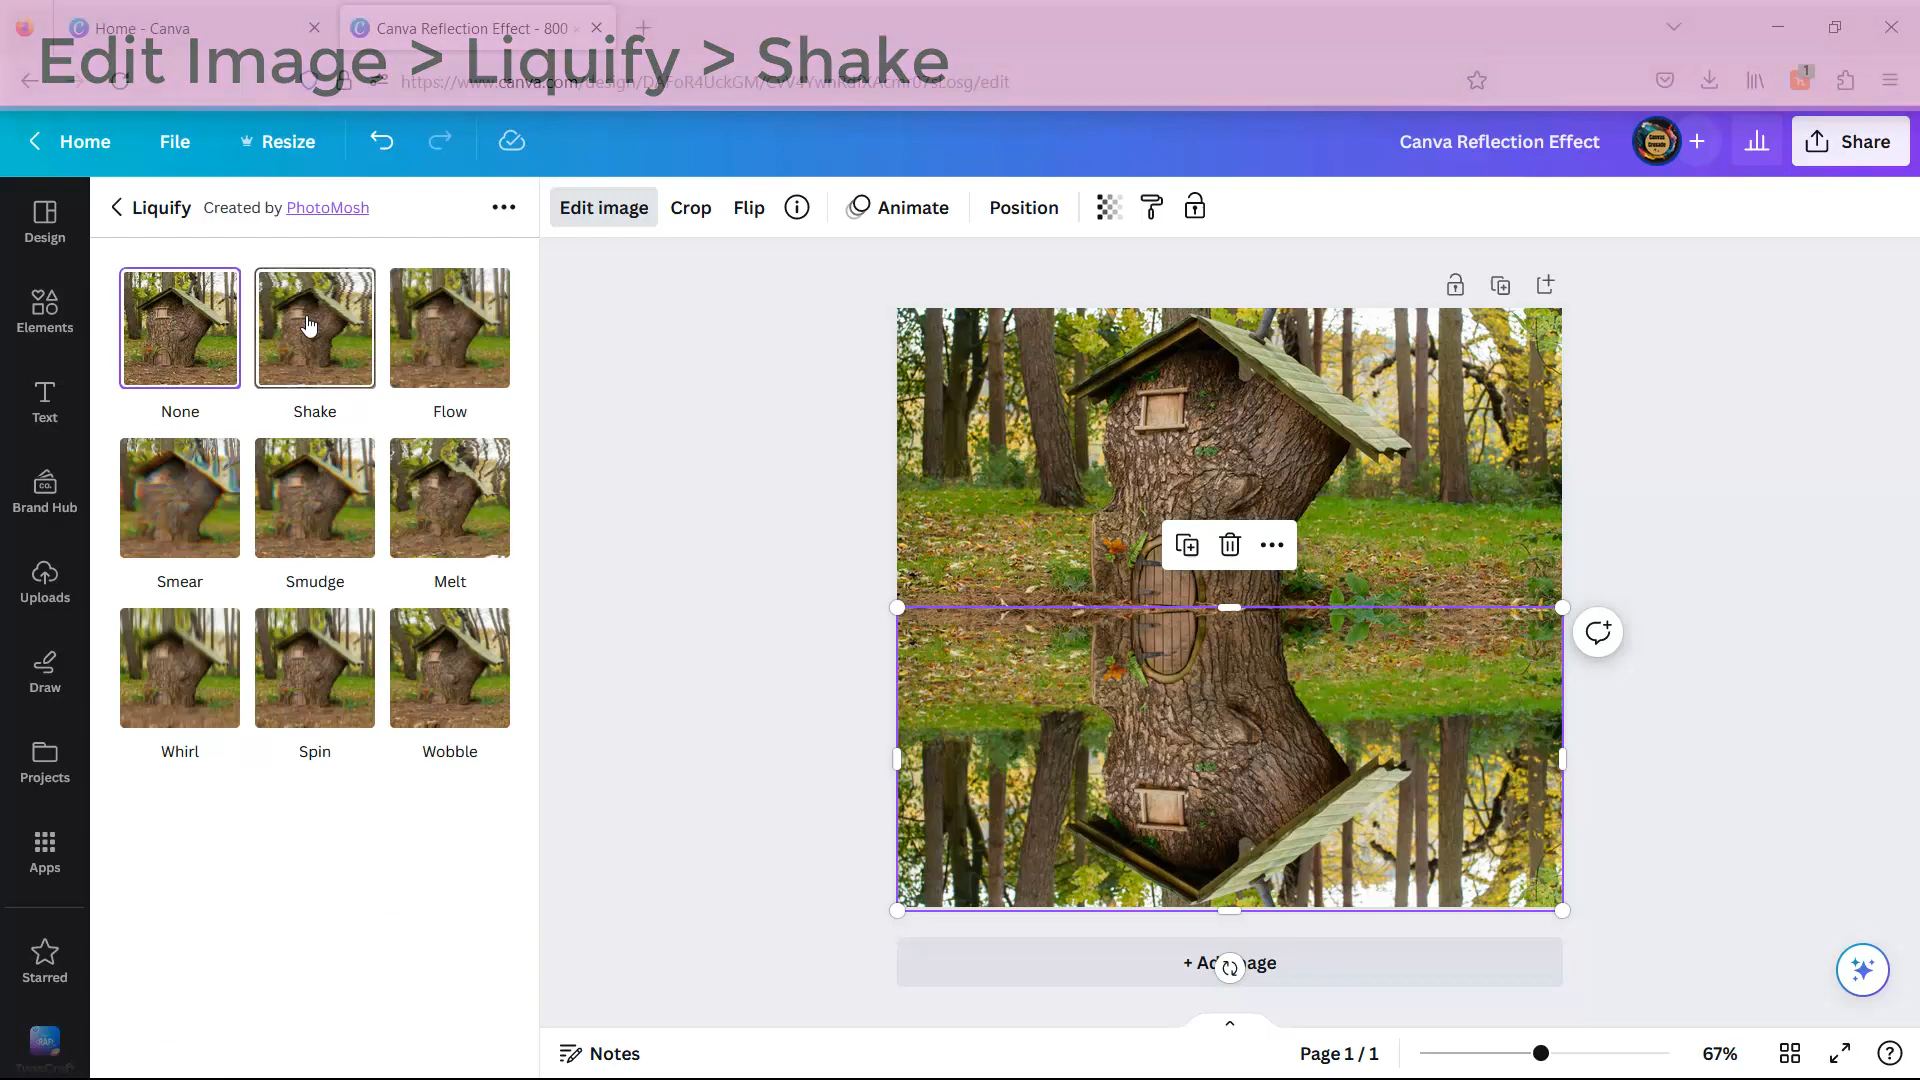 Home - Canva
Canva Reflection Effect - 800
Edit Image > Liquify > Shake
1
Home
File
Resize
Canva Reflection Effect
Share
Design
Elements
Text
Brand Hub
Uploads
Draw
Projects
Apps
Starred
Liquify Created by PhotoMosh
None
Shake
Flow
Smear
Smudge
Melt
Whirl
Spin
Wobble
Edit image
Crop
Flip
Animate
Position
Notes
Page 1 / 1
67%